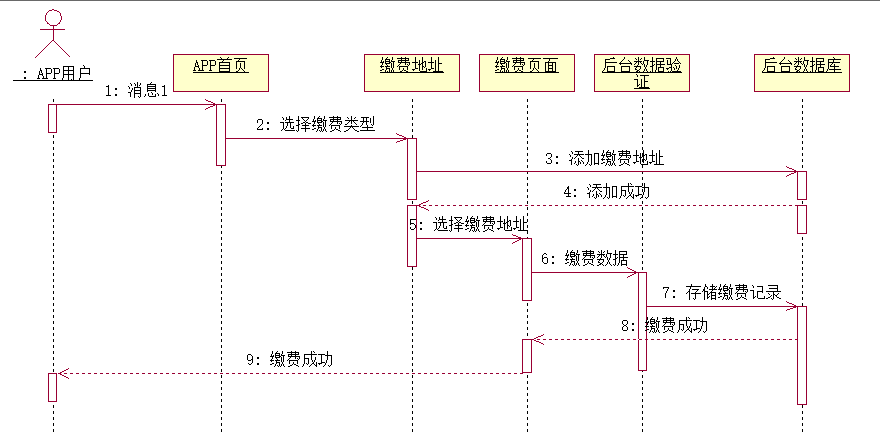 : APP用户
APP首页
缴费地址
缴费页面
后台数据验
证
后台数据库
1: 消息1
2: 选择缴费类型
3: 添加缴费地址
4: 添加成功
5: 选择缴费地址
6: 缴费数据
7: 存储缴费记录
8: 缴费成功
9: 缴费成功